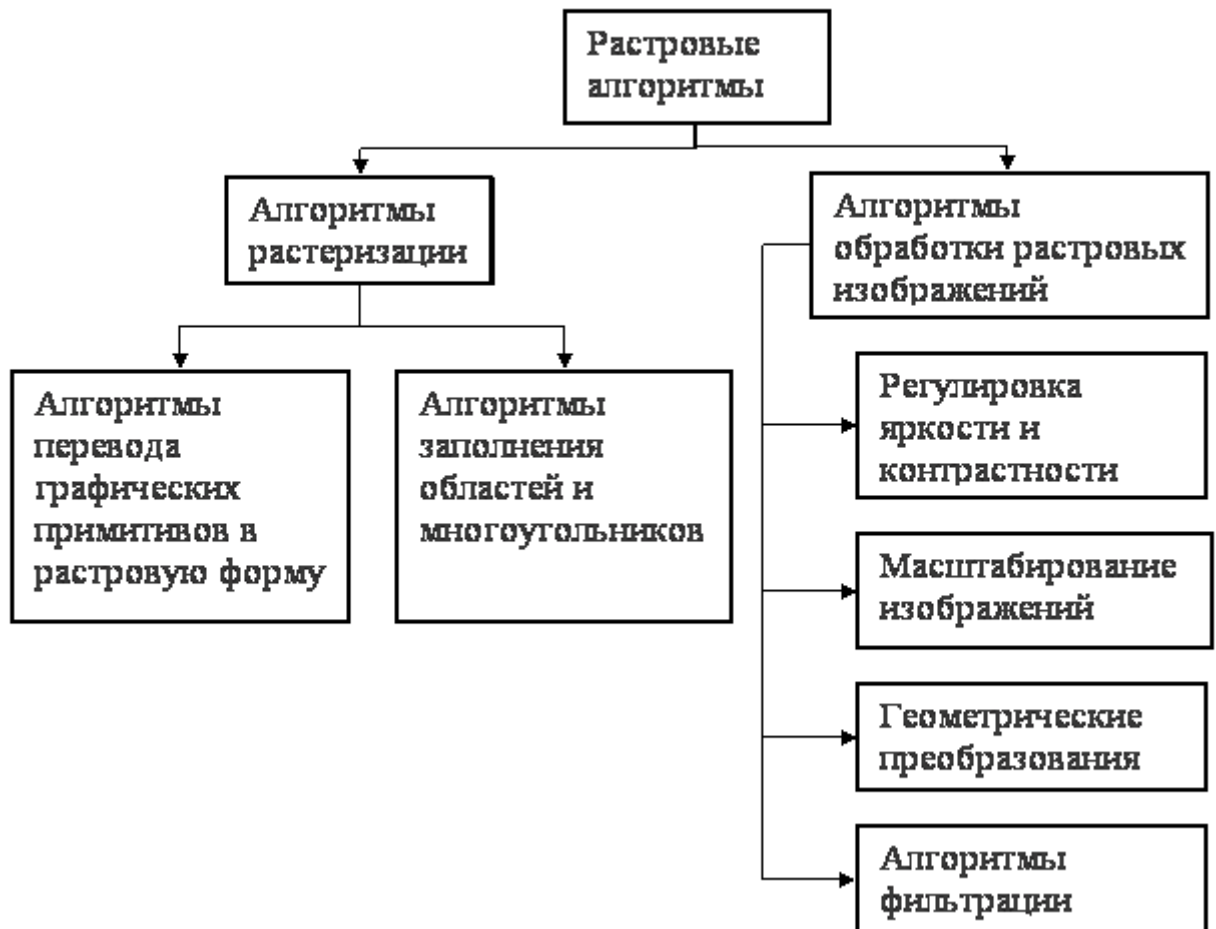 Растровые
алгоритмы
Алгоритмы
растеризации
Алгоритмы
обработки растровых
изображений
Алгоритмы
перевода
графических
примитивов в
растровую форму
Алгоритмы
заполнения
областей и
многоугольников
Регулировка
яркости и
контрастности
Масштабирование
изображений
Геометрические
преобразования
Алгоритмы
фильтрации